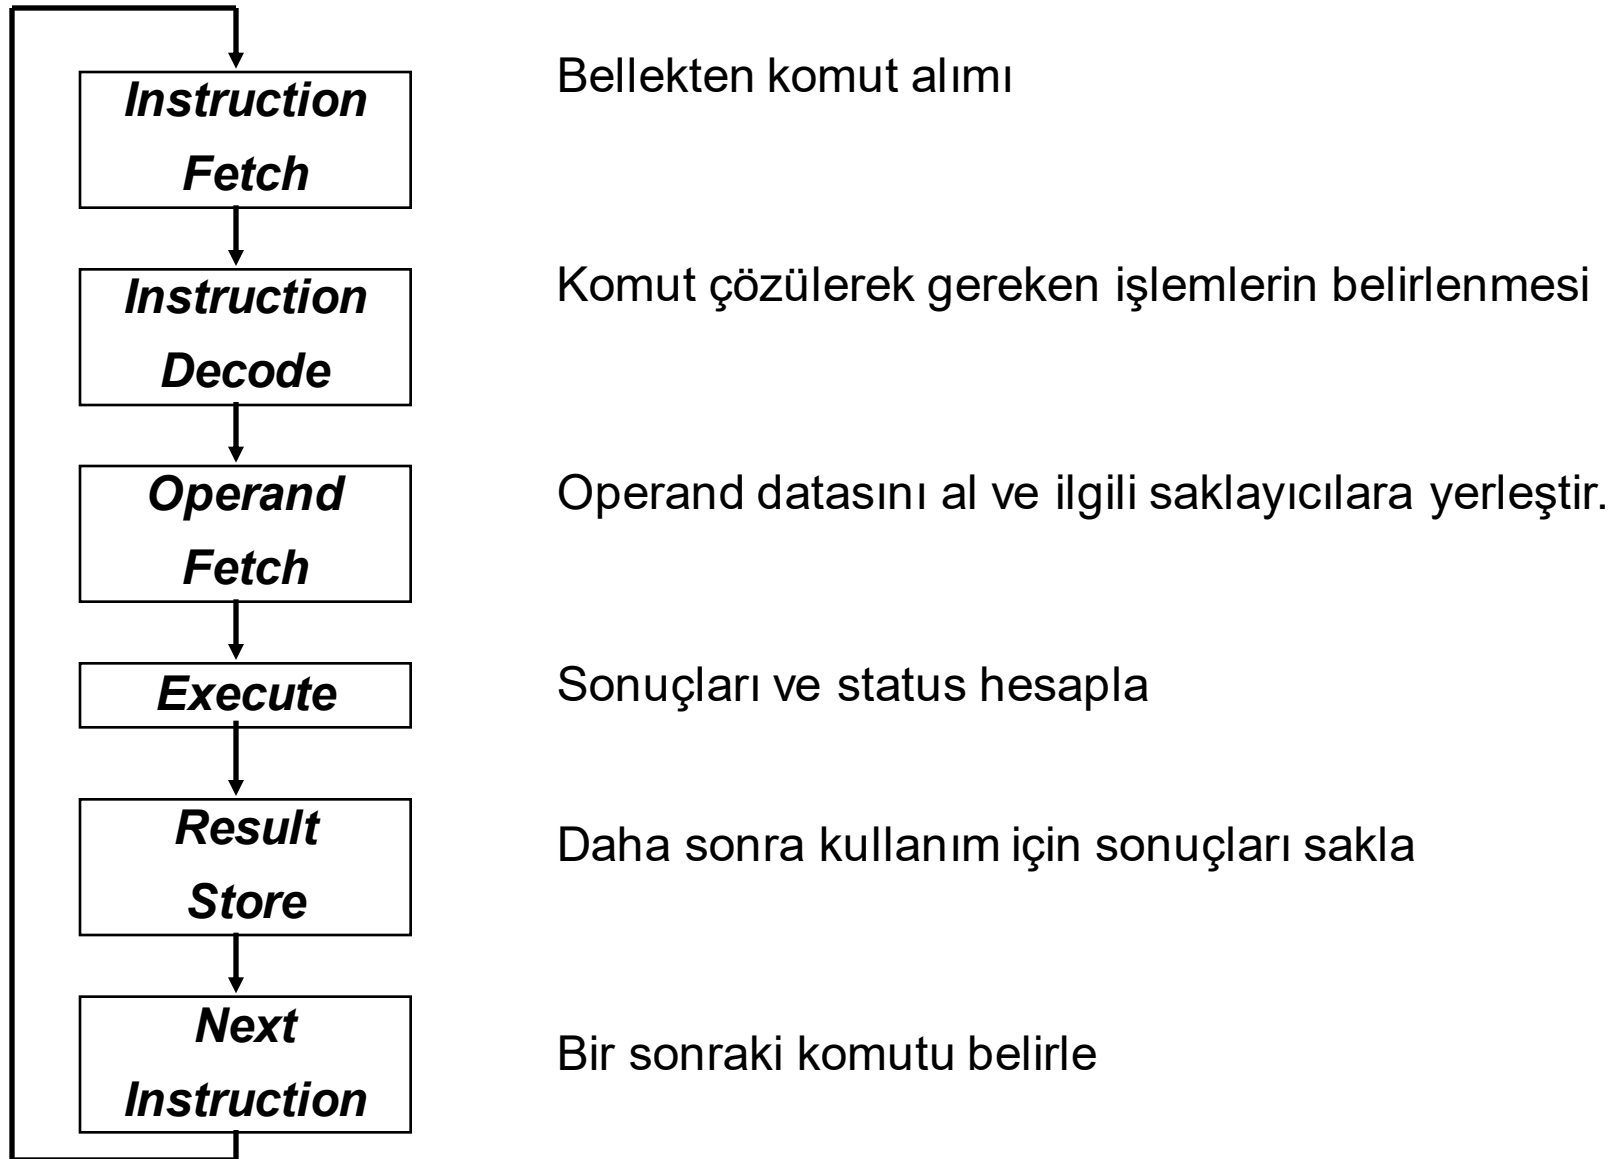 Instruction
Fetch
Bellekten komut alımı
Instruction
Decode
Komut çözülerek gereken işlemlerin belirlenmesi
Operand
Fetch
Operand datasını al ve ilgili saklayıcılara yerleştir.
Execute
Sonuçları ve status hesapla
Result
Store
Daha sonra kullanım için sonuçları sakla
Next
Instruction
Bir sonraki komutu belirle